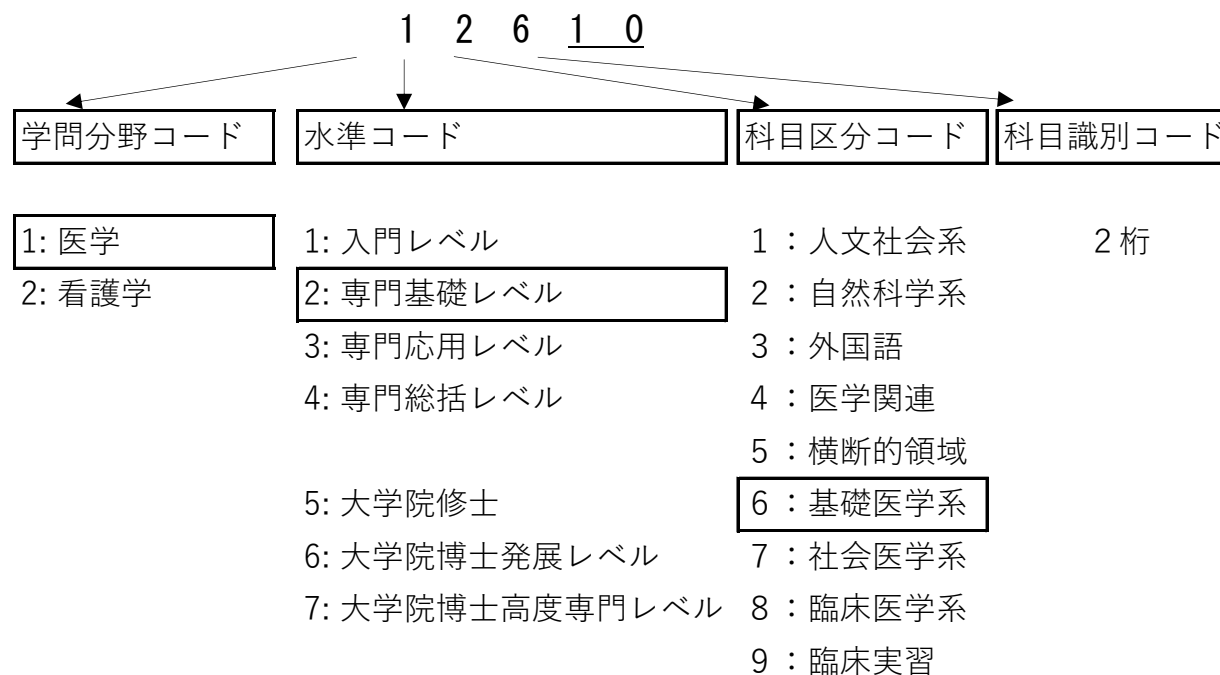 1 2 6 1 0
学問分野コード 水準コード 科目区分コード 科目識別コード
1: 医学 1: 入門レベル 1：人文社会系 2桁
2: 看護学 2: 専門基礎レベル 2：自然科学系
3: 専門応用レベル 3：外国語
4: 専門総括レベル 4：医学関連
5：横断的領域
5: 大学院修士 6：基礎医学系
6: 大学院博士発展レベル 7：社会医学系
7: 大学院博士高度専門レベル 8：臨床医学系
9：臨床実習